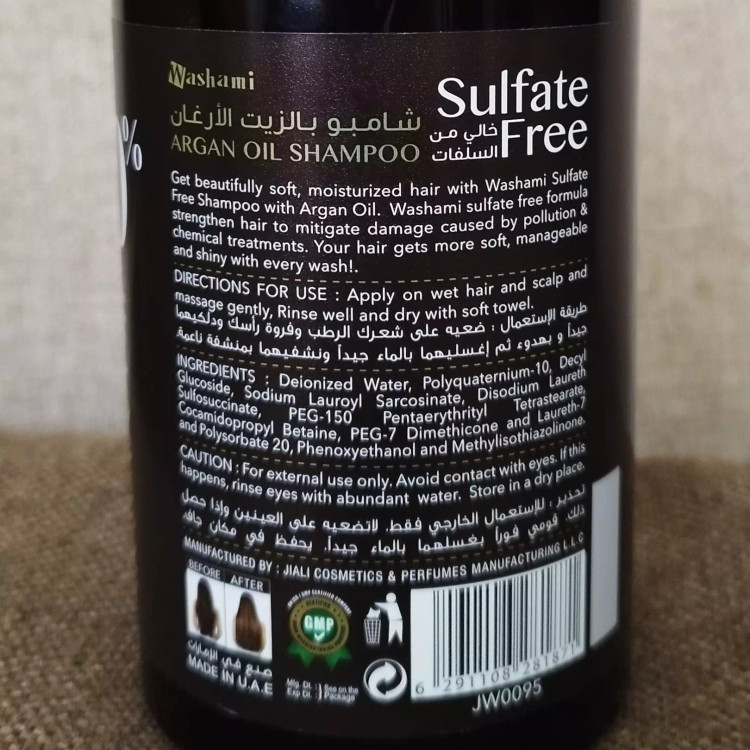 Washami
Sulfate
Free
خالي من
السلفات
شامبو بالزيت الأرغان
ARGAN OIL SHAMPOO
%
Get beautifully soft, moisturized hair with Washami Sulfate
Free Shampoo with Argan Oil. Washami sulfate free formula
strengthen hair to mitigate damage caused by pollution &
chemical treatments. Your hair gets more soft, manageable
and shiny with every wash!.
DIRECTIONS FOR USE : Apply on wet hair and scalp and
massage gently, Rinse well and dry with soft towel.
طريقة الإستعمال : ضعيه على شعرك الرطب وفروة رأسك ودلكيهما
جيداً و بهدوء ثم إغسليهما بالماء جيداً ونشفيهما بمنشفة ناعمة
INGREDIENTS : Deionized Water, Polyquaternium-10, Decyl
Glucoside, Sodium Lauroyl Sarcosinate, Disodium Laureth
Sulfosuccinate, PEG-150 Pentaerythrityl Tetrastearate,
Cocamidopropyl Betaine, PEG-7 Dimethicone and Laureth-7
and Polysorbate 20, Phenoxyethanol and Methylisothiazolinone.
CAUTION : For external use only. Avoid contact with eyes. If this
happens, rinse eyes with abundant water. Store in a dry place.
تحذير : للإستعمال الخارجي فقط. لاتضعيه على العينين وإذا حصل
ذلك قومي فوراً بغسلهما بالماء جيداً. يحفظ في مكان جاف
MANUFACTURED BY : JIALI COSMETICS & PERFUMES MANUFACTURING L L C
BEFORE AFTER
صنع في الإمارات
MADE IN U.A.E
GMP
Mfg. Dt. :
Exp Dt. :
See on the
Package
6 291108 281871
JW0095